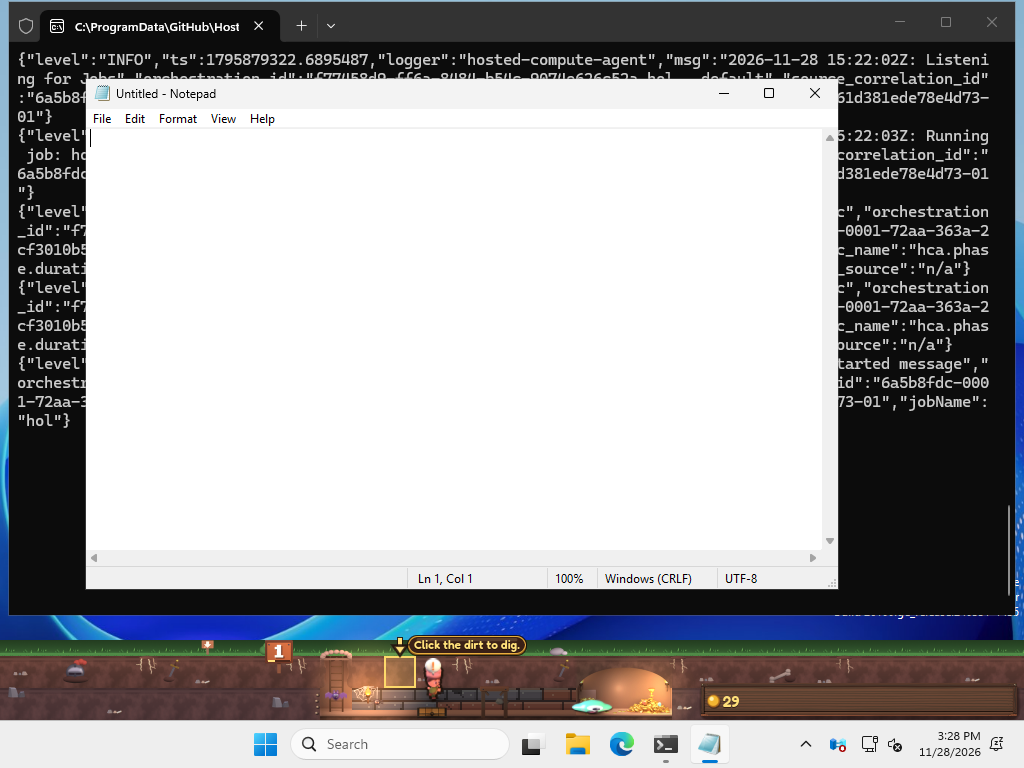 C:\ProgramData\GitHub\Host
{"level":"INFO","ts":1795879322.6895487,"logger":"hosted-compute-agent","msg":"2026-11-28 15:22:02Z: Listeni
ng for Jobs","orchestration_id":"
"source_correlation_id"
:"6a5b8f
61d381ede78e4d73-
01"}
Untitled - Notepad
File Edit Format View Help
{"level"
5:22:03Z: Running
job: ho
correlation_id":"
6a5b8fdc
d381ede78e4d73-01
"}
{"level"
c","orchestration
_id":"f7
-0001-72aa-363a-2
cf3010b5
c_name":"hca.phas
e.durati
_source":"n/a"}
{"level"
c","orchestration
_id":"f7
-0001-72aa-363a-2
cf3010b5
c_name":"hca.phas
e.durati
ource":"n/a"}
{"level"
tarted message","
orchestr
id":"6a5b8fdc-000
1-72aa-3
73-01","jobName":
"hol"}
Ln 1, Col 1 100% Windows (CRLF) UTF-8
1
Click the dirt to dig.
29
Search
3:28 PM
11/28/2026